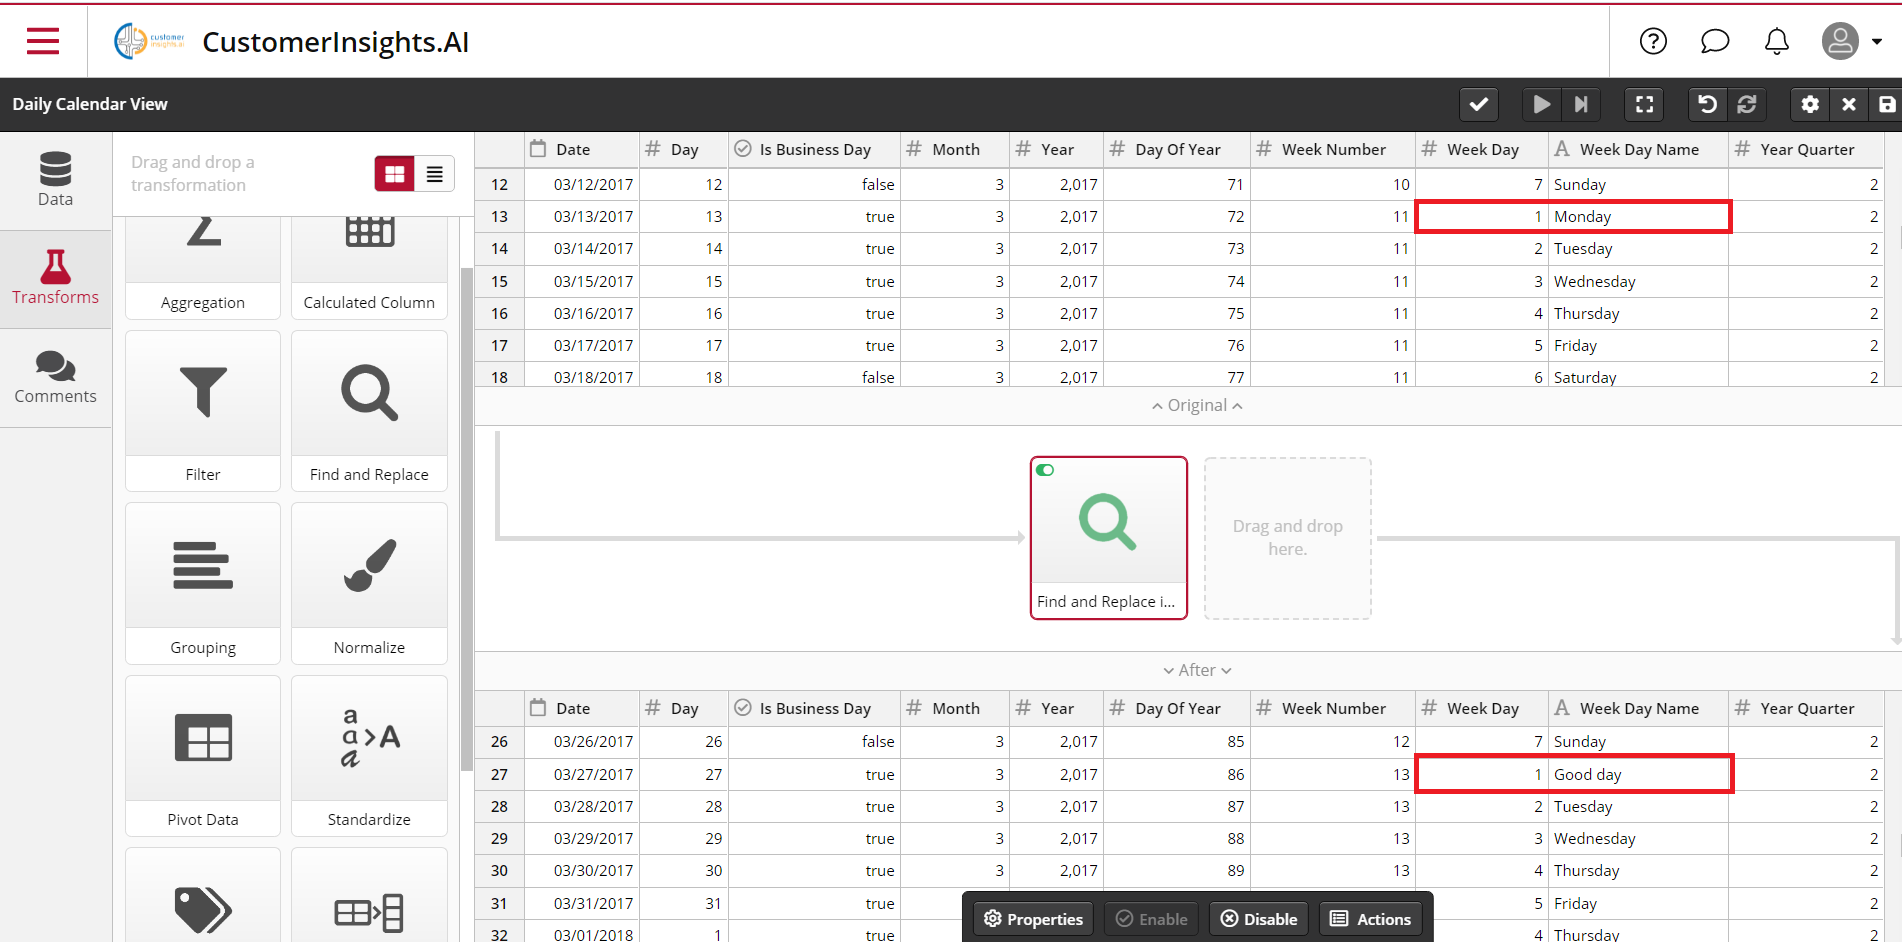 customer
insights.ai
CustomerInsights.AI
Daily Calendar View
Data
Transforms
Comments
Drag and drop a
transformation
Aggregation
Calculated Column
Filter
Find and Replace
Grouping
Normalize
Pivot Data
a
a > A
a
Standardize
# Date # Day Is Business Day # Month # Year # Day Of Year # Week Number # Week Day A Week Day Name # Year Quarter
12 03/12/2017 12 false 3 2,017 71 10 7 Sunday 2
13 03/13/2017 13 true 3 2,017 72 11 1 Monday 2
14 03/14/2017 14 true 3 2,017 73 11 2 Tuesday 2
15 03/15/2017 15 true 3 2,017 74 11 3 Wednesday 2
16 03/16/2017 16 true 3 2,017 75 11 4 Thursday 2
17 03/17/2017 17 true 3 2,017 76 11 5 Friday 2
18 03/18/2017 18 false 3 2,017 77 11 6 Saturday 2
Original
Find and Replace i...
Drag and drop
here.
After
Date # Day Is Business Day # Month # Year # Day Of Year # Week Number # Week Day A Week Day Name # Year Quarter
26 03/26/2017 26 false 3 2,017 85 12 7 Sunday 2
27 03/27/2017 27 true 3 2,017 86 13 1 Good day 2
28 03/28/2017 28 true 3 2,017 87 13 2 Tuesday 2
29 03/29/2017 29 true 3 2,017 88 13 3 Wednesday 2
30 03/30/2017 30 true 3 2,017 89 13 4 Thursday 2
31 03/31/2017 31 true 5 Friday 2
32 03/01/2018 1 true 4 Thursday 2
Properties Enable Disable Actions